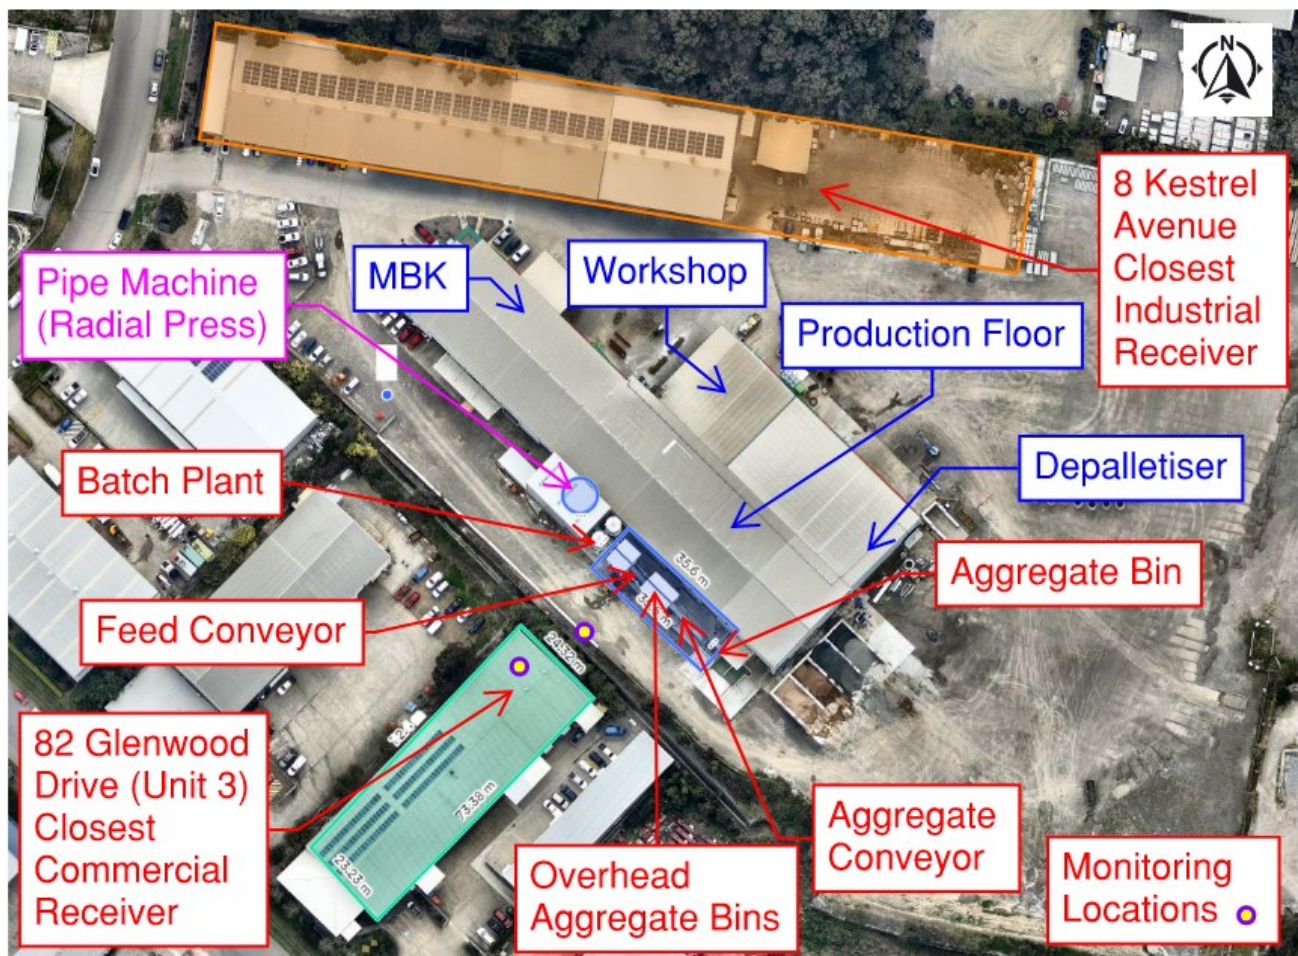 N
8 Kestrel
Avenue
Closest
Industrial
Receiver
Pipe Machine
(Radial Press)
MBK
Workshop
Production Floor
Batch Plant
Depalletiser
35.6 m
Aggregate Bin
Feed Conveyor
24.32 m
82 Glenwood
Drive (Unit 3)
Closest
Commercial
Receiver
73.38 m
23.23 m
Overhead
Aggregate Bins
Aggregate
Conveyor
Monitoring
Locations